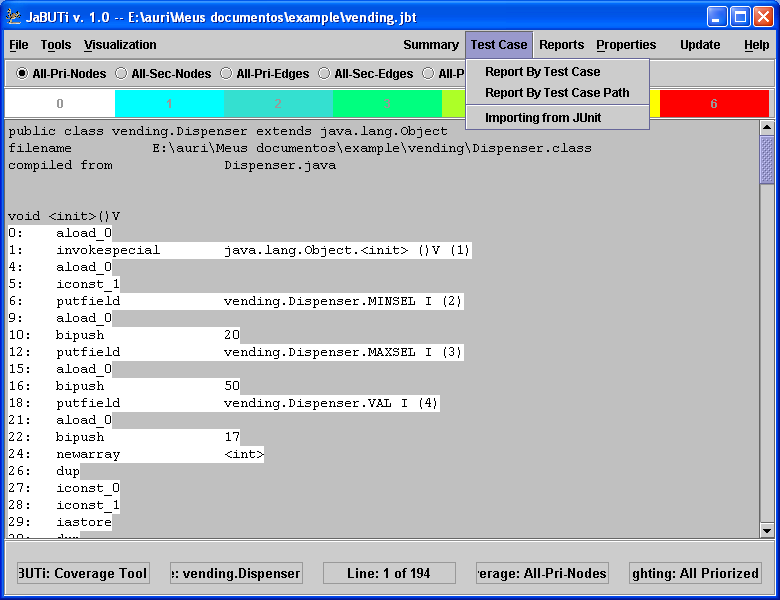 JaBUTi v. 1.0 -- E:\auri\Meus documentos\example\vending.jbt
File Tools Visualization Summary Test Case Reports Properties Update Help
All-Pri-Nodes All-Sec-Nodes All-Pri-Edges All-Sec-Edges All-P
Report By Test Case
Report By Test Case Path
Importing from JUnit
0 1 2 3 6
public class vending.Dispenser extends java.lang.Object
filename E:\auri\Meus documentos\example\vending\Dispenser.class
compiled from Dispenser.java
void <init>()V
0: aload_0
1: invokespecial java.lang.Object.<init> ()V (1)
4: aload_0
5: iconst_1
6: putfield vending.Dispenser.MINSEL I (2)
9: aload_0
10: bipush 20
12: putfield vending.Dispenser.MAXSEL I (3)
15: aload_0
16: bipush 50
18: putfield vending.Dispenser.VAL I (4)
21: aload_0
22: bipush 17
24: newarray <int>
26: dup
27: iconst_0
28: iconst_1
29: iastore
BUTi: Coverage Tool e: vending.Dispenser Line: 1 of 194 verage: All-Pri-Nodes ghting: All Priorized